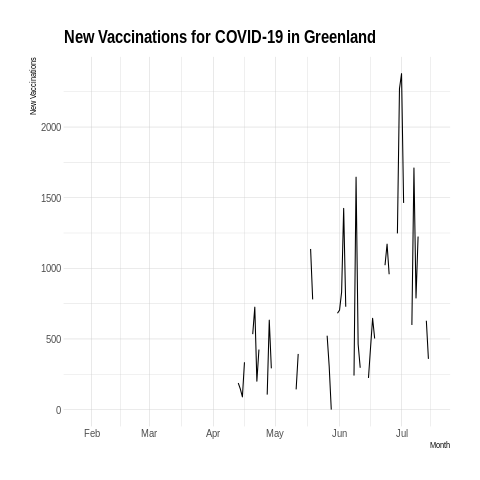 New Vaccinations for COVID-19 in Greenland
New Vaccinations
2000
1500
1000
500
0
Feb Mar Apr May Jun Jul
Month